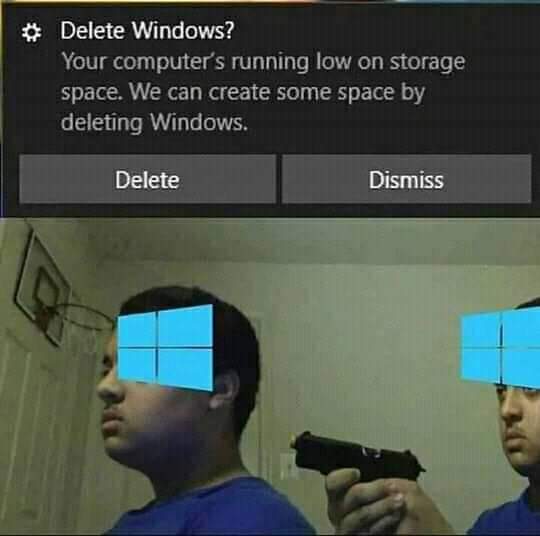 Delete Windows?
Your computer's running low on storage
space. We can create some space by
deleting Windows.
Delete Dismiss